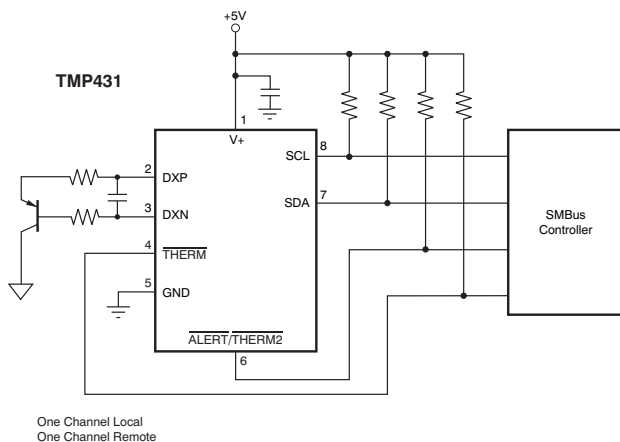 +5V
TMP431
1
V+
8
SCL
2
DXP
7
SDA
3
DXN
SMBus
Controller
4
THERM
5
GND
ALERT/THERM2
6
One Channel Local
One Channel Remote